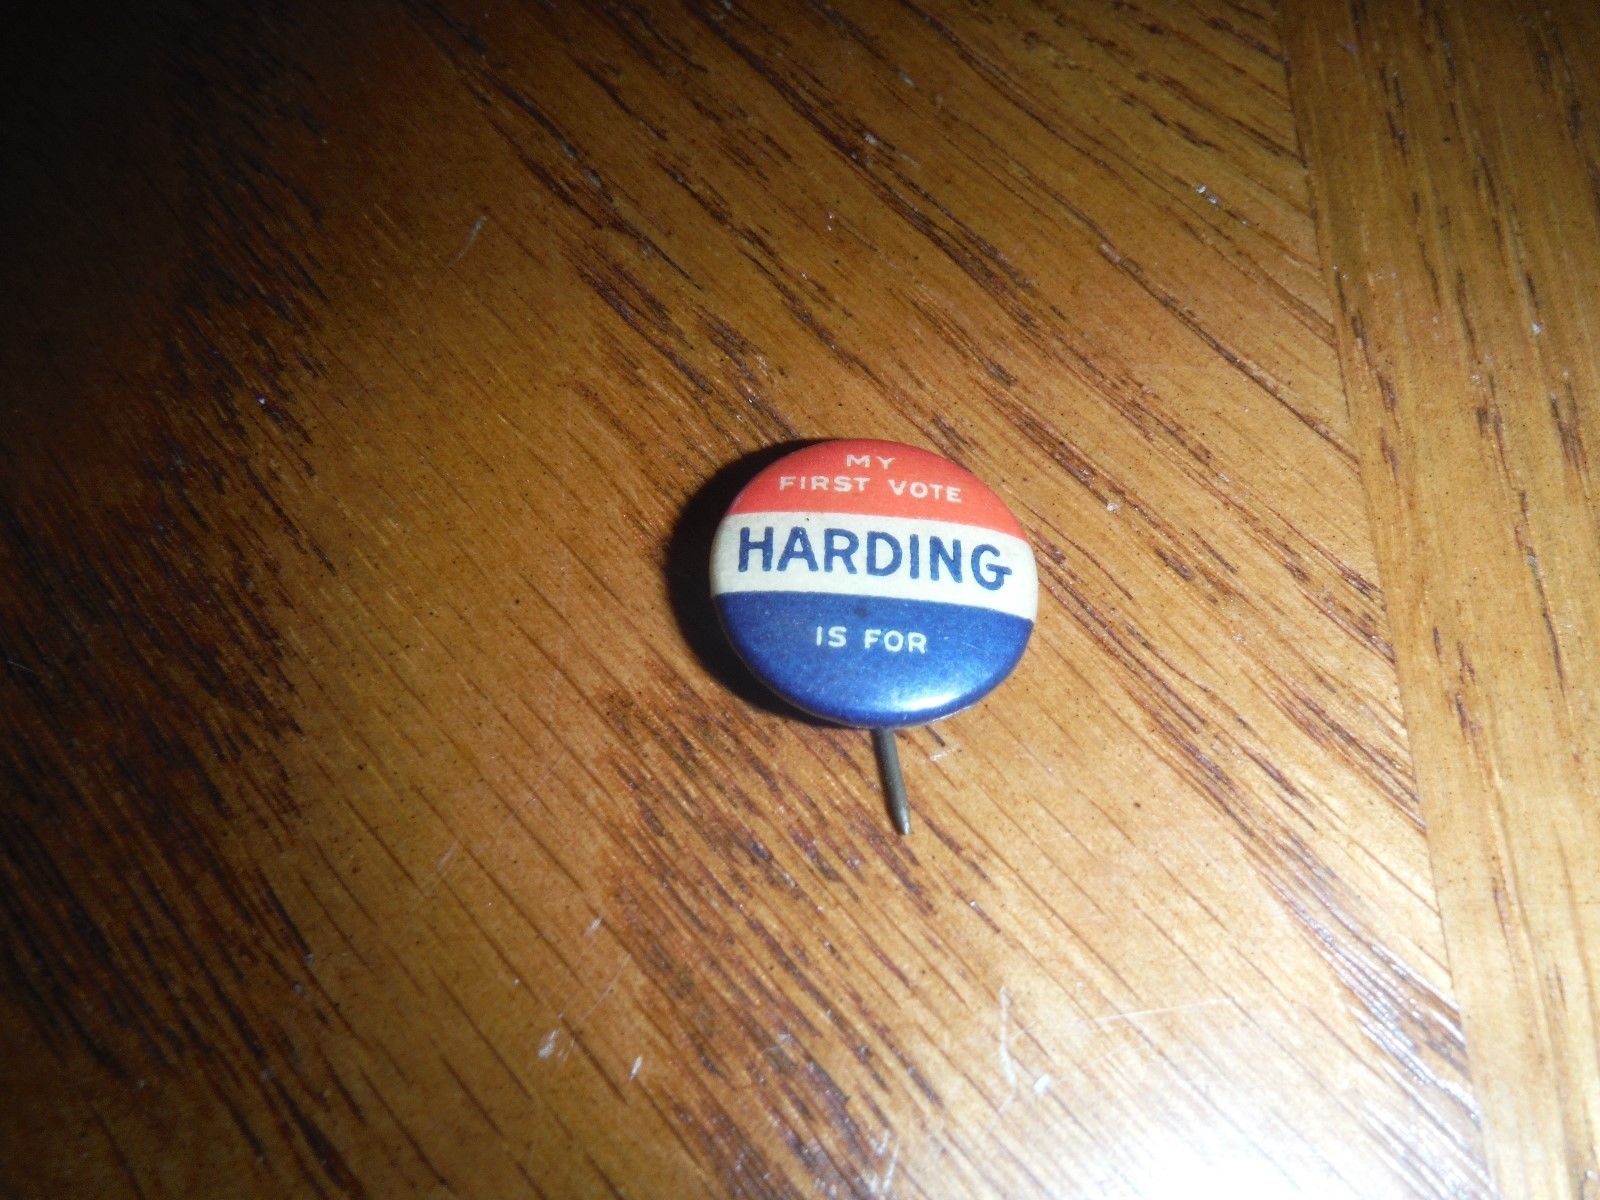 MY
FIRST VOTE
HARDING
IS FOR